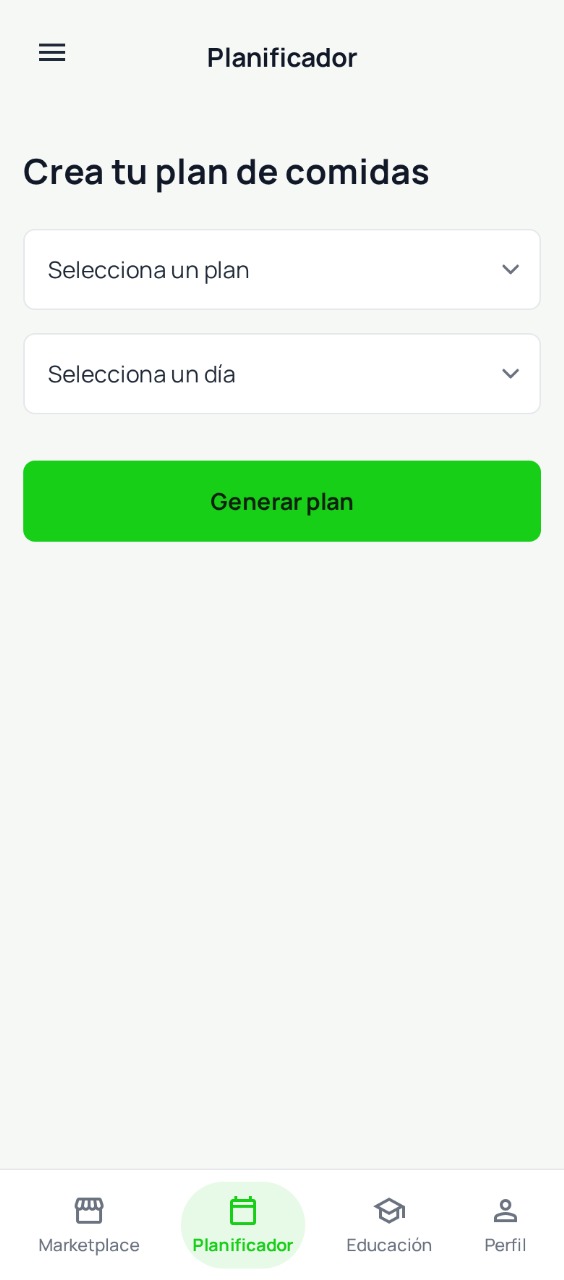 Planificador
Crea tu plan de comidas
Selecciona un plan
Selecciona un día
Generar plan
Marketplace
Planificador
Educación
Perfil